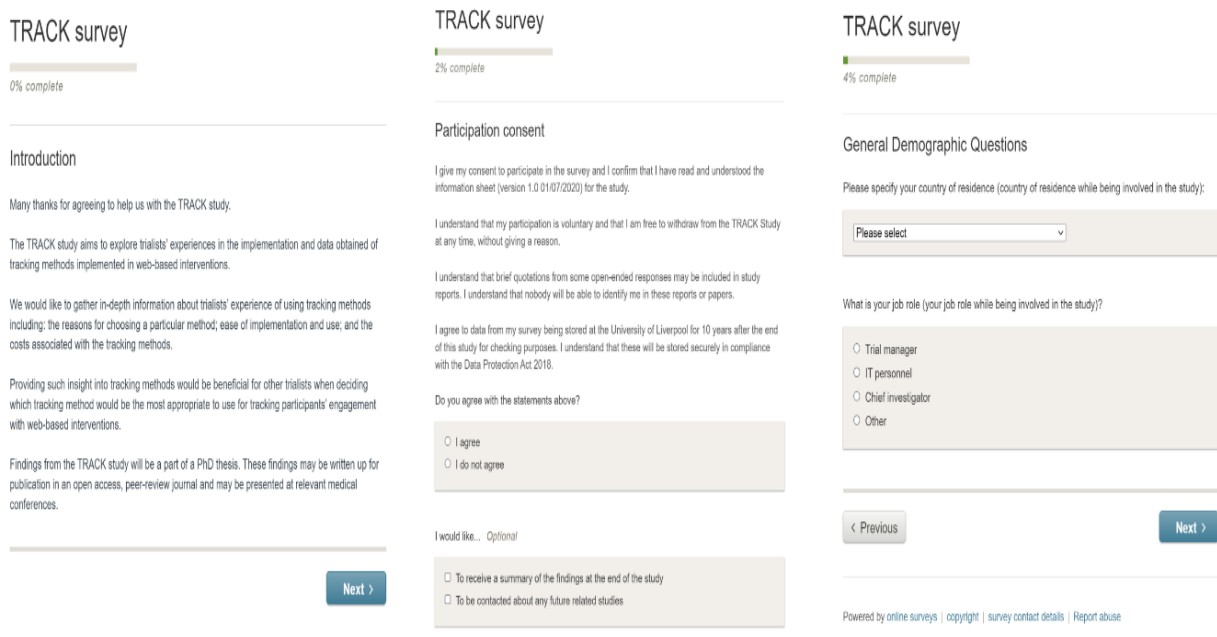 TRACK survey
0% complete
Introduction
Many thanks for agreeing to help us with the TRACK study.
The TRACK study aims to explore trialists' experiences in the implementation and data obtained of
tracking methods implemented in web-based interventions.
We would like to gather in-depth information about trialists' experience of using tracking methods
including: the reasons for choosing a particular method; ease of implementation and use; and the
costs associated with the tracking methods.
Providing such insight into tracking methods would be beneficial for other trialists when deciding
which tracking method would be the most appropriate to use for tracking participants' engagement
with web-based interventions.
Findings from the TRACK study will be a part of a PhD thesis. These findings may be written up for
publication in an open access, peer-review journal and may be presented at relevant medical
conferences.
Next >
TRACK survey
2% complete
Participation consent
I give my consent to participate in the survey and I confirm that I have read and understood the
information sheet (version 1.0 01/07/2020) for the study.
I understand that my participation is voluntary and that I am free to withdraw from the TRACK Study
at any time, without giving a reason.
I understand that brief quotations from some open-ended responses may be included in study
reports. I understand that nobody will be able to identify me in these reports or papers.
I agree to data from my survey being stored at the University of Liverpool for 10 years after the end
of this study for checking purposes. I understand that these will be stored securely in compliance
with the Data Protection Act 2018.
Do you agree with the statements above?
I agree
I do not agree
I would like... Optional
To receive a summary of the findings at the end of the study
To be contacted about any future related studies
TRACK survey
4% complete
General Demographic Questions
Please specify your country of residence (country of residence while being involved in the study):
Please select
What is your job role (your job role while being involved in the study)?
Trial manager
IT personnel
Chief investigator
Other
< Previous
Next >
Powered by online surveys | copyright | survey contact details | Report abuse